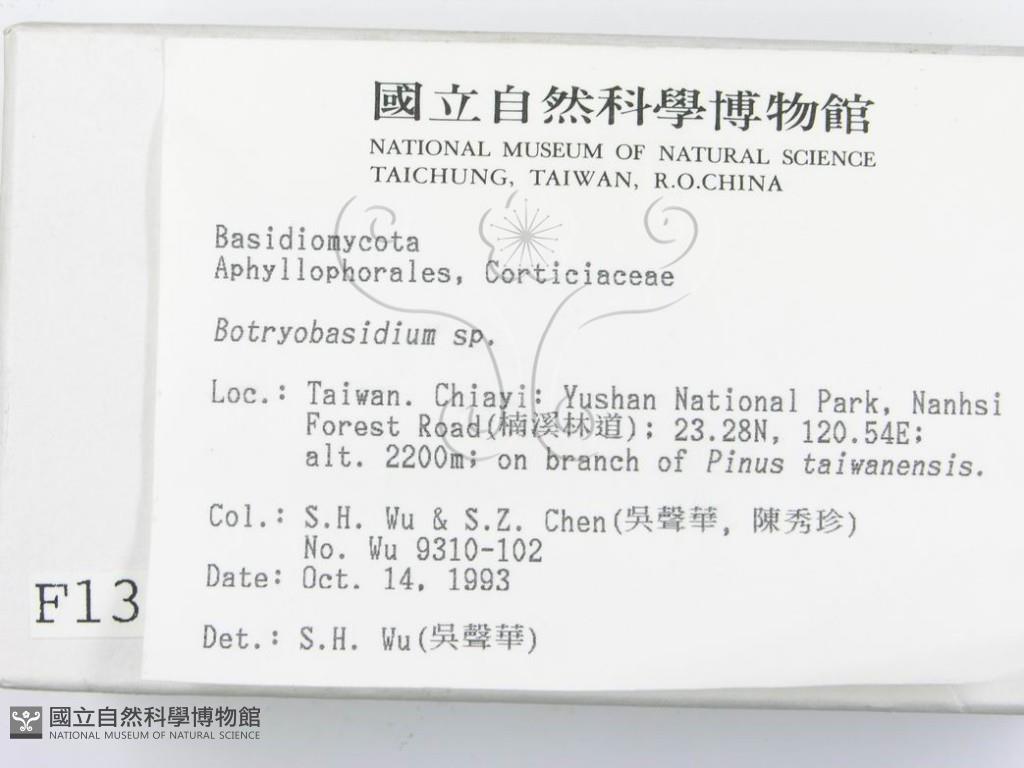 國立自然科學博物館
NATIONAL MUSEUM OF NATURAL SCIENCE
TAICHUNG, TAIWAN, R.O.CHINA
Basidiomycota
Aphyllophorales, Corticiaceae
Botryobasidium sp.
Loc.: Taiwan. Chiayi: Yushan National Park, Nanhsi
Forest Road(楠溪林道); 23.28N, 120.54E;
alt. 2200m; on branch of Pinus taiwanensis.
Col.: S.H. Wu & S.Z. Chen(吳聲華, 陳秀珍)
No. Wu 9310-102
Date: Oct. 14, 1993
F13
Det.: S.H. Wu(吳聲華)
國立自然科學博物館
NATIONAL MUSEUM OF NATURAL SCIENCE